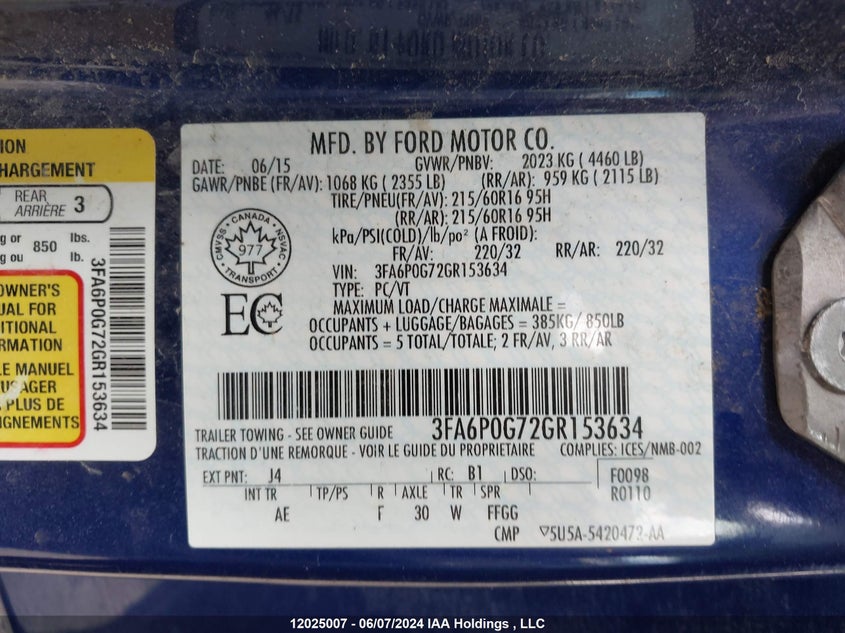 ION
CHARGEMENT
REAR
ARRIÈRE 3
g or 850 lbs.
g ou lb.
OWNER'S
UAL FOR
ITIONAL
RMATION
LE MANUEL
USAGER
A PLUS DE
IGNEMENTS
3FA6P0G72GR153634
MFD. BY FORD MOTOR CO.
DATE: 06/15 GVWR/PNBV: 2023 KG ( 4460 LB)
GAWR/PNBE (FR/AV): 1068 KG ( 2355 LB) (RR/AR): 959 KG ( 2115 LB)
TIRE/PNEU(FR/AV): 215/60R16 95H
(RR/AR): 215/60R16 95H
kPa/PSI(COLD)/lb/po² (A FROID):
FR/AV: 220/32 RR/AR: 220/32
VIN: 3FA6P0G72GR153634
TYPE: PC/VT
MAXIMUM LOAD/CHARGE MAXIMALE =
OCCUPANTS + LUGGAGE/BAGAGES = 385KG/ 850LB
OCCUPANTS = 5 TOTAL/TOTALE; 2 FR/AV, 3 RR/AR
CANADA
CMVSS 977 NSVAC
TRANSPORT
EC
3FA6P0G72GR153634
TRAILER TOWING - SEE OWNER GUIDE
TRACTION D'UNE REMORQUE - VOIR LE GUIDE DU PROPRIETAIRE COMPLIES: ICES/NMB-002
EXT PNT: J4 RC: B1 DSO: F0098
INT TR TP/PS R AXLE TR SPR R0110
AE F 30 W FFGG
CMP ▽5U5A-5420472-AA
12025007 - 06/07/2024 IAA Holdings , LLC